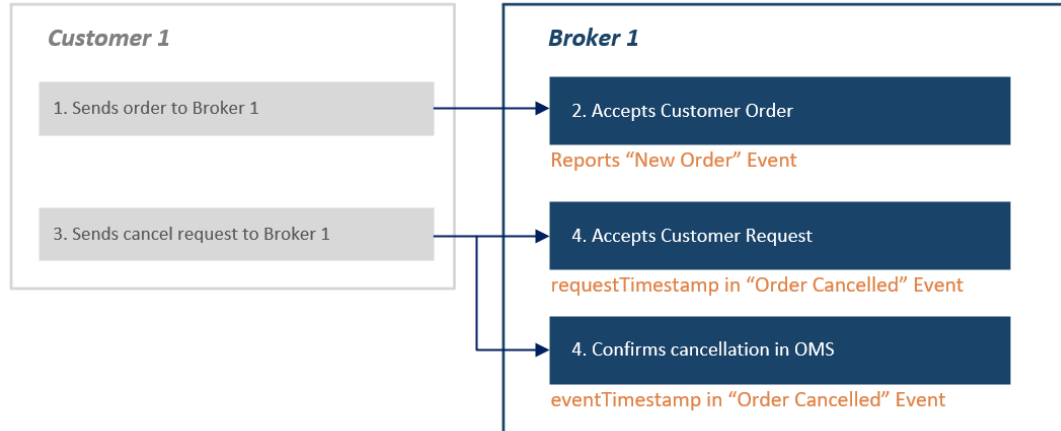 Customer 1
Broker 1
1. Sends order to Broker 1
2. Accepts Customer Order
Reports “New Order” Event
3. Sends cancel request to Broker 1
4. Accepts Customer Request
requestTimestamp in “Order Cancelled” Event
4. Confirms cancellation in OMS
eventTimestamp in “Order Cancelled” Event